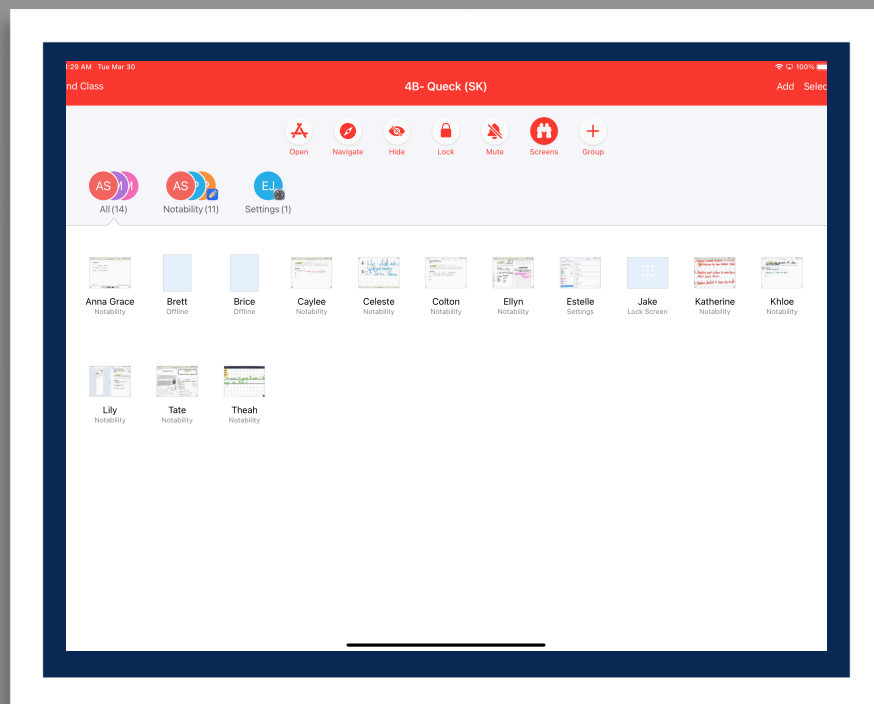 :29 AM Tue Mar 30 100%
nd Class 4B- Queck (SK) Add Selec
Open Navigate Hide Lock Mute Screens Group
AS M M AS P P EJ
All (14) Notability (11) Settings (1)
Anna Grace Brett Brice Caylee Celeste Colton Ellyn Estelle Jake Katherine Khloe
Notability Offline Offline Notability Notability Notability Notability Settings Lock Screen Notability Notability
Lily Tate Theah
Notability Notability Notability